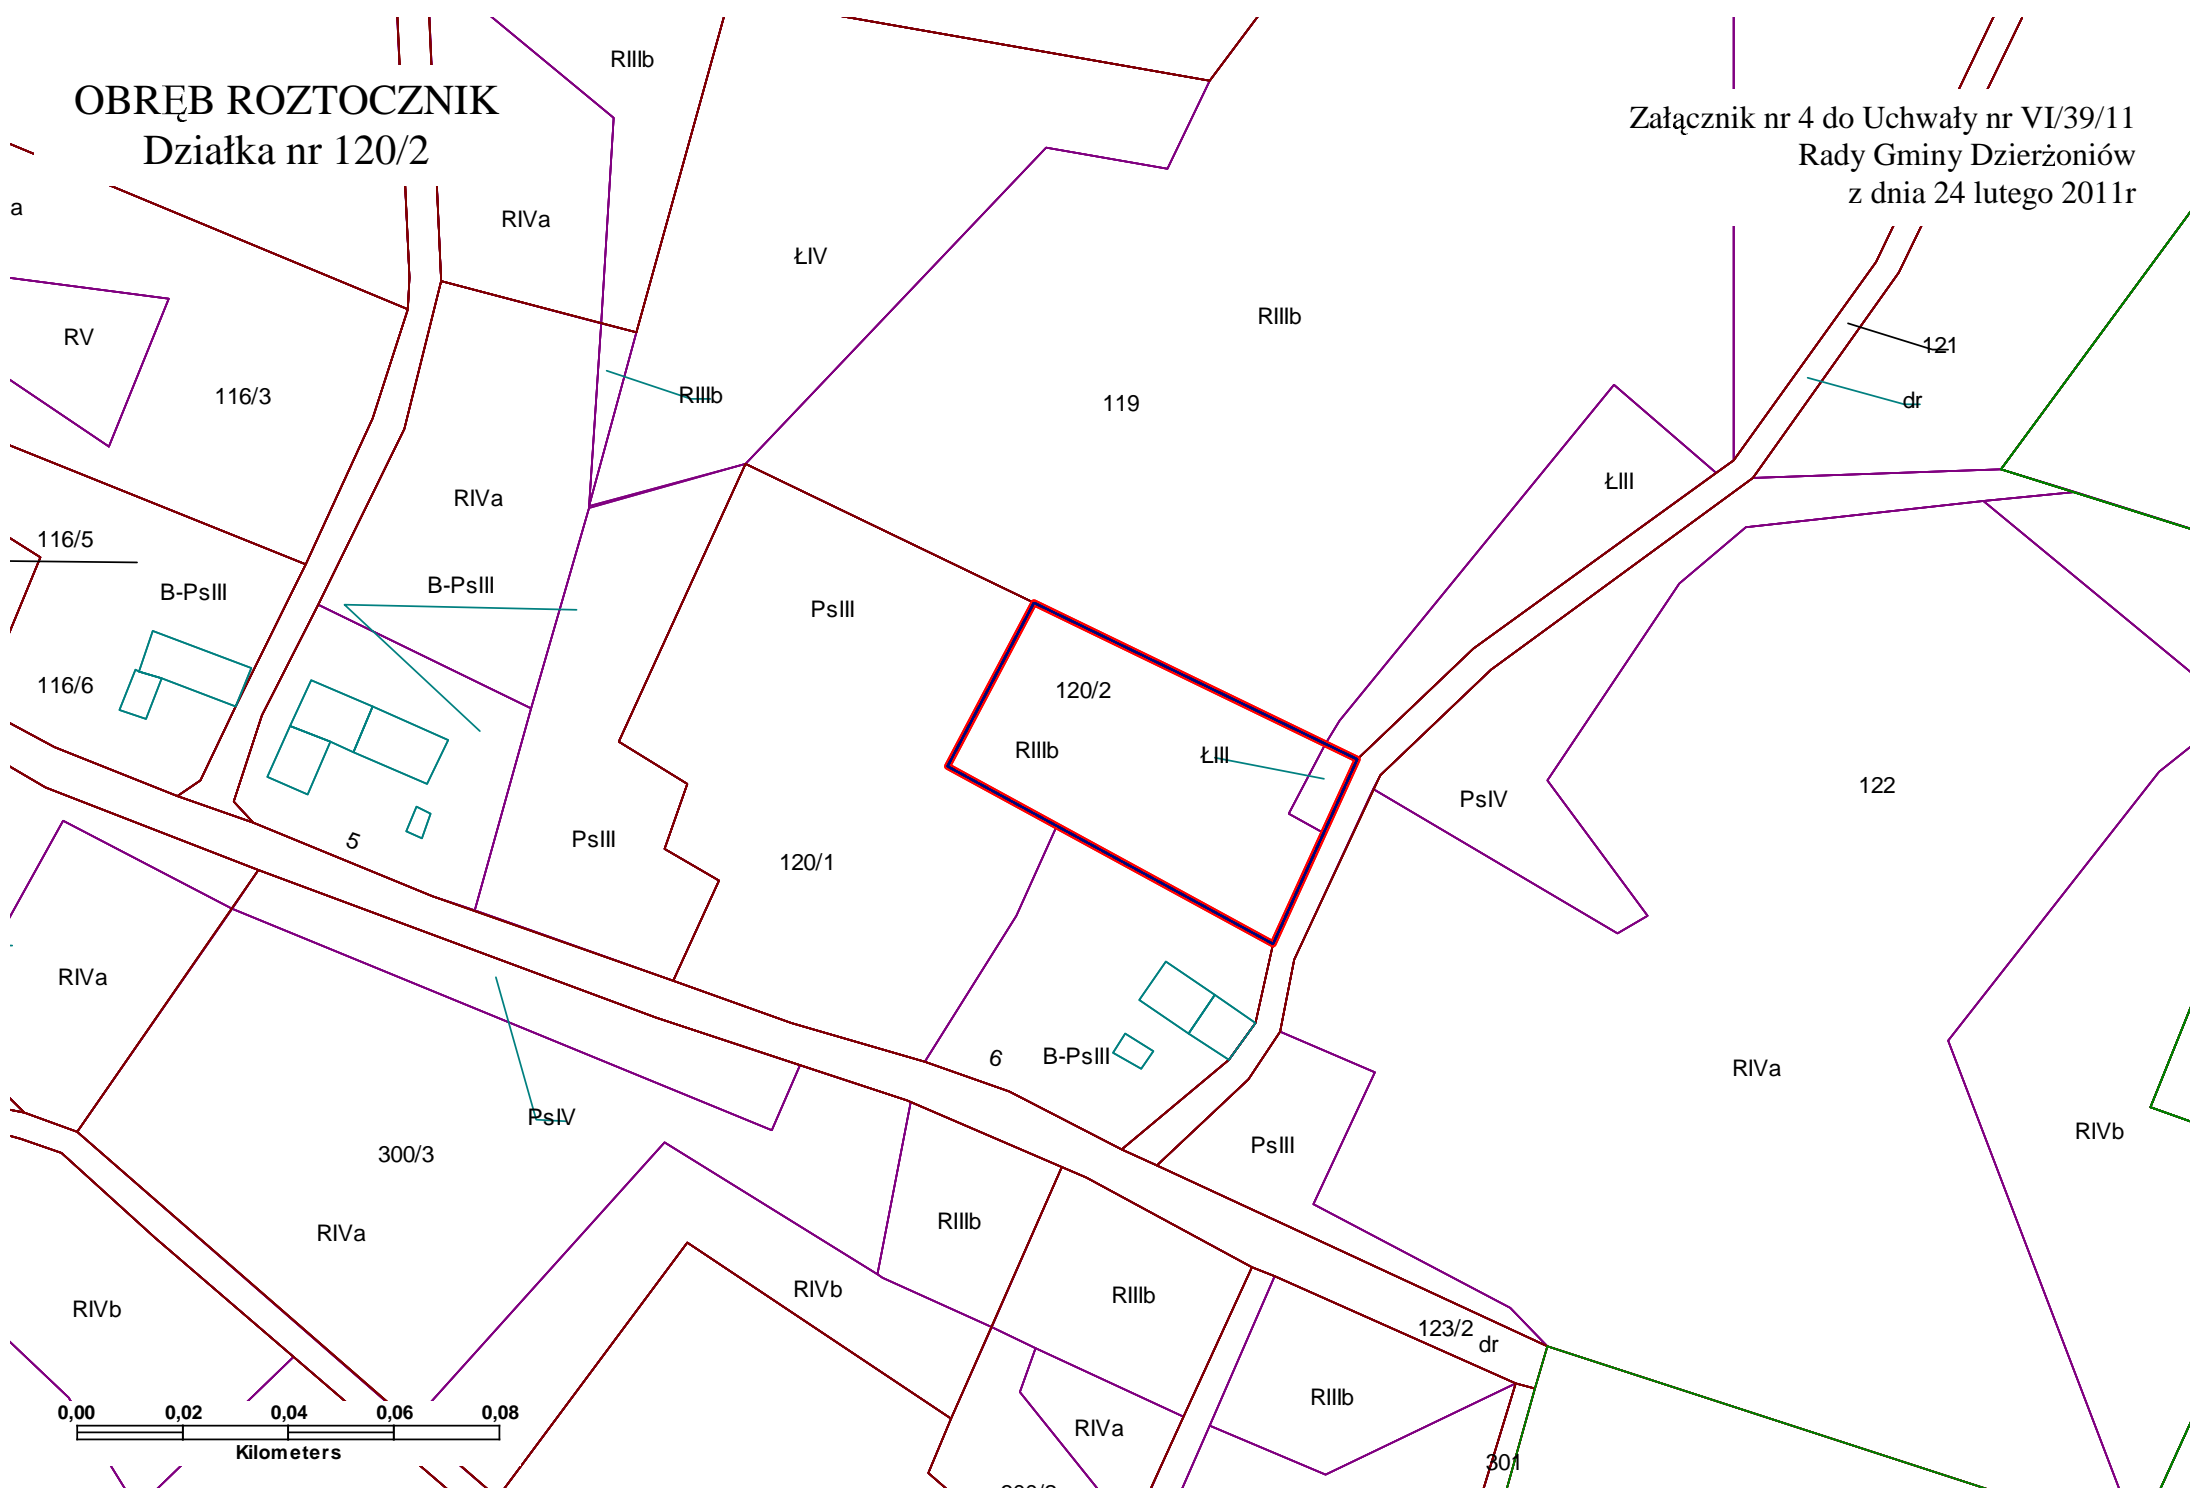 OBRĘB ROZTOCZNIK
Działka nr 120/2
Załącznik nr 4 do Uchwały nr VI/39/11
Rady Gminy Dzierżoniów
z dnia 24 lutego 2011r
RIIIb
a
RIVa
ŁIV
RIIIb
RV
121
116/3
RIIIb
119
dr
RIVa
ŁIII
116/5
B-PsIII
B-PsIII
PsIII
116/6
120/2
RIIIb
ŁIII
PsIV
122
5
PsIII
120/1
RIVa
6
B-PsIII
RIVa
PsIV
300/3
PsIII
RIVb
RIVa
RIIIb
RIVb
RIIIb
RIVb
123/2
dr
RIIIb
RIVa
301
0,00 0,02 0,04 0,06 0,08
Kilometers